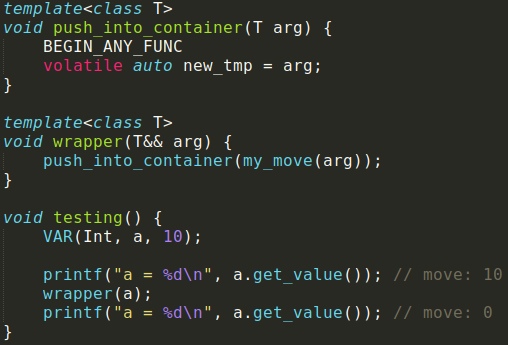 template<class T>
void push_into_container(T arg) {
    BEGIN_ANY_FUNC
    volatile auto new_tmp = arg;
}
template<class T>
void wrapper(T&& arg) {
    push_into_container(my_move(arg));
}
void testing() {
    VAR(Int, a, 10);
    printf("a = %d\n", a.get_value()); // move: 10
    wrapper(a);
    printf("a = %d\n", a.get_value()); // move: 0
}